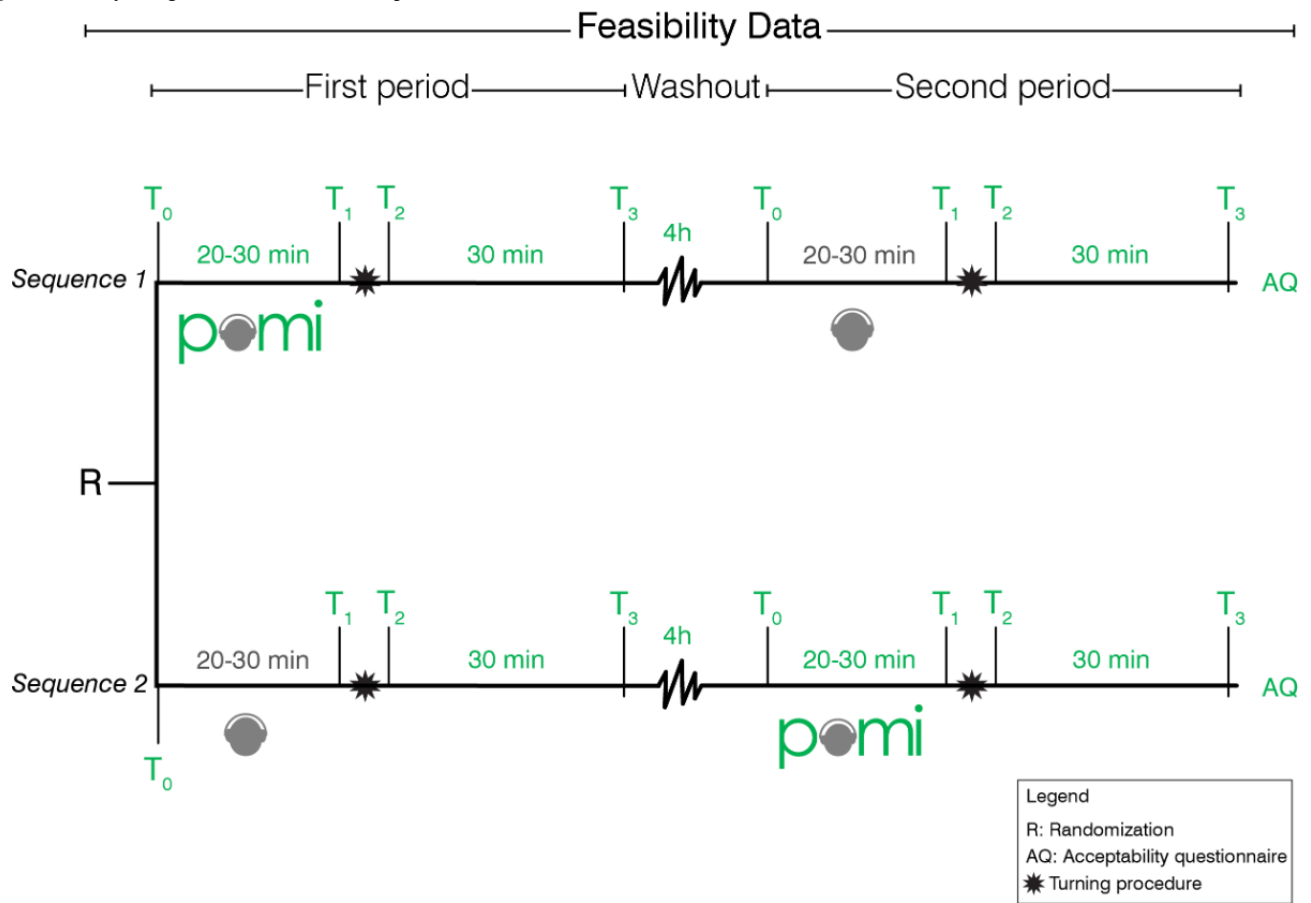 Feasibility Data
First period Washout Second period
T0 T1 T2 T3 4h T0 T1 T2 T3
20-30 min 30 min 20-30 min 30 min
Sequence 1 AQ
pomi
R
T1 T2 T3 4h T0 T1 T2 T3
20-30 min 30 min 20-30 min 30 min
Sequence 2 AQ
pomi
T0
Legend
R: Randomization
AQ: Acceptability questionnaire
Turning procedure